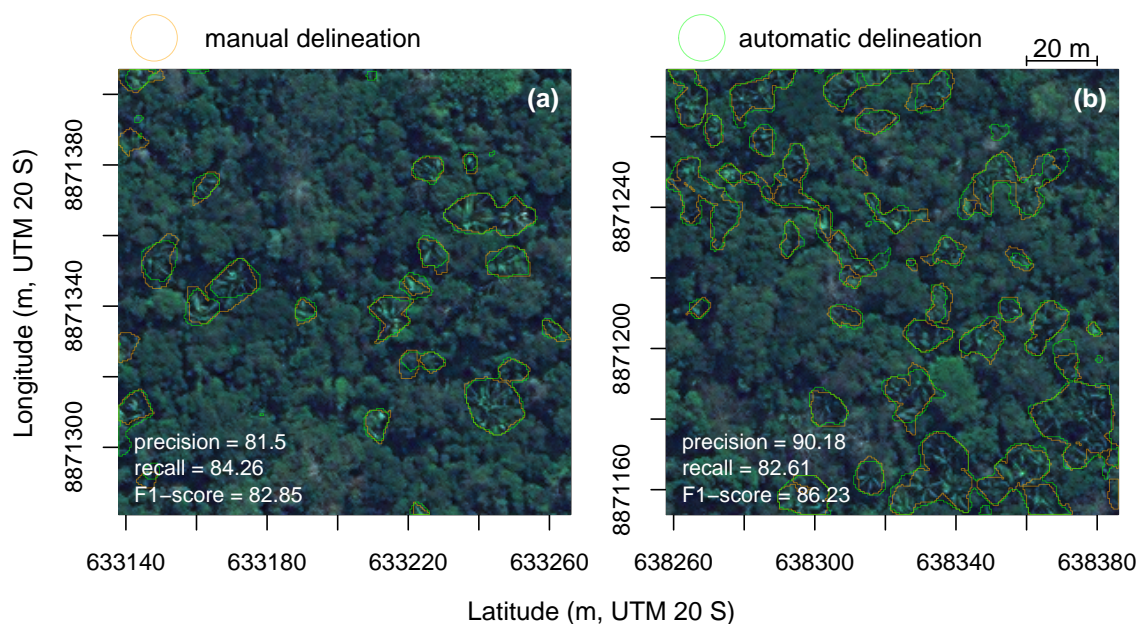 manual delineation
automatic delineation
20 m
(a)
(b)
Longitude (m, UTM 20 S)
8871380
8871340
8871300
precision = 81.5
recall = 84.26
F1−score = 82.85
8871240
8871200
8871160
precision = 90.18
recall = 82.61
F1−score = 86.23
633140
633180
633220
633260
638260
638300
638340
638380
Latitude (m, UTM 20 S)